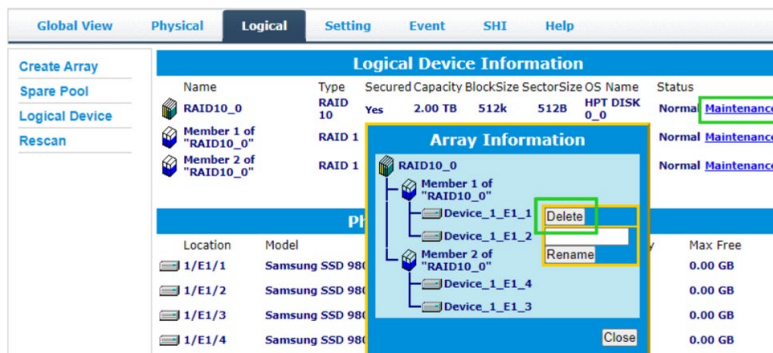 Global View Physical Logical Setting Event SHI Help
Create Array
Spare Pool
Logical Device
Rescan
Logical Device Information
Name Type Secured Capacity BlockSize SectorSize OS Name Status
RAID10_0 RAID 10 Yes 2.00 TB 512k 512B HPT DISK 0_0 Normal Maintenance
Member 1 of "RAID10_0" RAID 1 Normal Maintenance
Member 2 of "RAID10_0" RAID 1 Normal Maintenance
Array Information
RAID10_0
Member 1 of
"RAID10_0"
Device_1_E1_1
Device_1_E1_2
Member 2 of
"RAID10_0"
Device_1_E1_4
Device_1_E1_3
Delete
Rename
Close
Location Model Max Free
1/E1/1 Samsung SSD 980 0.00 GB
1/E1/2 Samsung SSD 980 0.00 GB
1/E1/3 Samsung SSD 980 0.00 GB
1/E1/4 Samsung SSD 980 0.00 GB